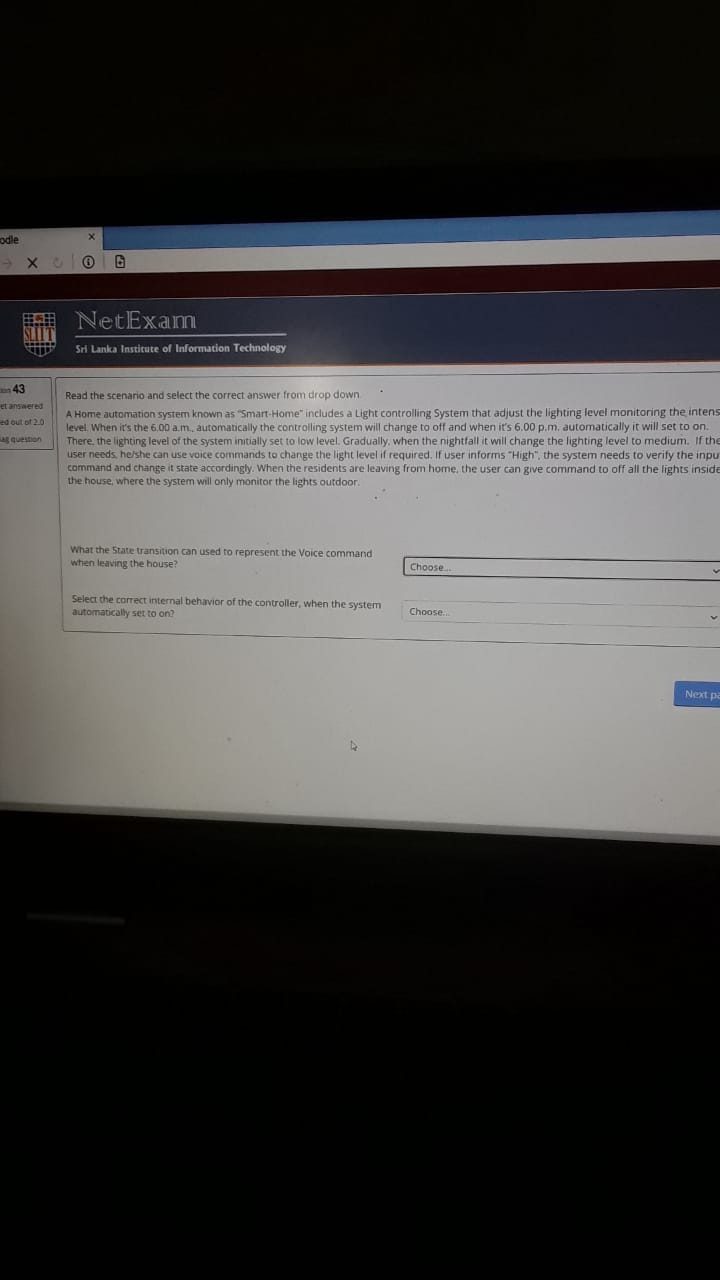 odle
NetExam
SLIIT
Sri Lanka Institute of Information Technology
43
answered
ed out of 2.0
question
Read the scenario and select the correct answer from drop down.
A Home automation system known as "Smart-Home" includes a Light controlling System that adjust the lighting level monitoring the intens
level. When it's the 6.00 a.m., automatically the controlling system will change to off and when it's 6.00 p.m. automatically it will set to on.
There, the lighting level of the system initially set to low level. Gradually, when the nightfall it will change the lighting level to medium. If the
user needs, he/she can use voice commands to change the light level if required. If user informs "High", the system needs to verify the inpu
command and change it state accordingly. When the residents are leaving from home, the user can give command to off all the lights inside
the house, where the system will only monitor the lights outdoor.
What the State transition can used to represent the Voice command
when leaving the house?
Choose...
Select the correct internal behavior of the controller, when the system
automatically set to on?
Choose...
Next pa